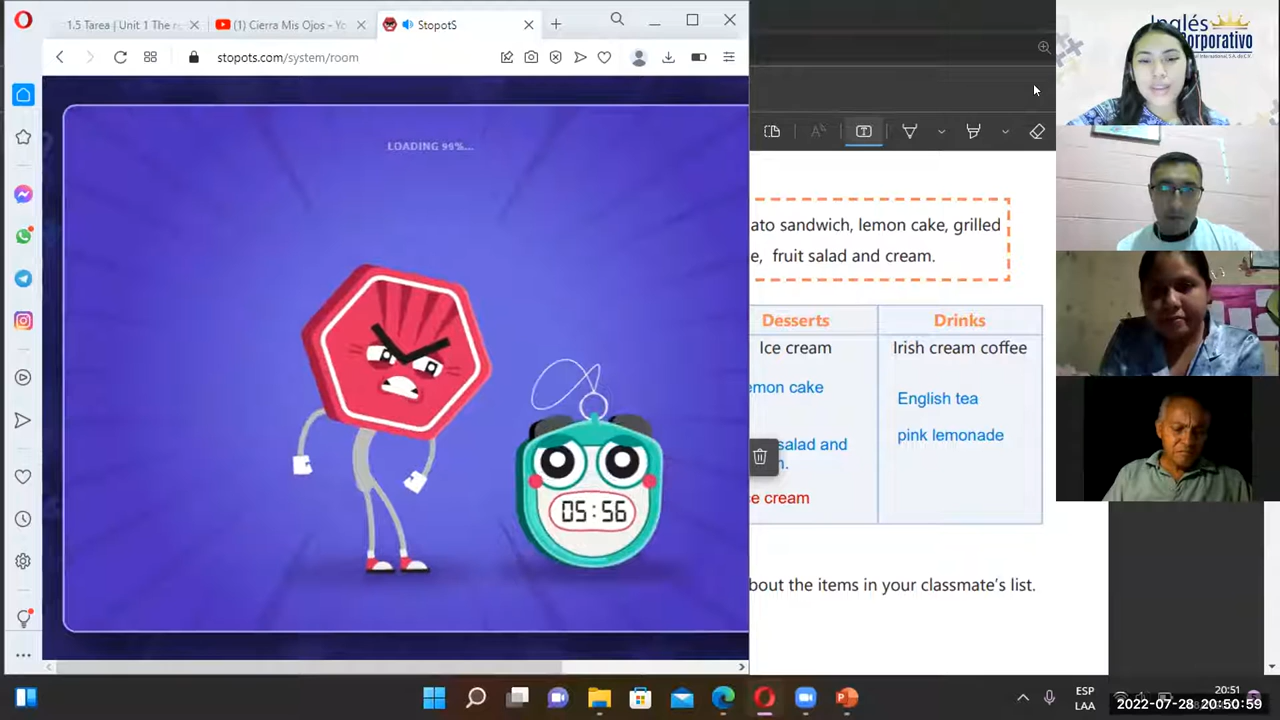 1.5 Tarea | Unit 1 The re
(1) Cierra Mis Ojos - Yo
StopotS
stopots.com/system/room
LOADING 99%...
05:56
ato sandwich, lemon cake, grilled
e, fruit salad and cream.
Desserts
Drinks
Ice cream
Irish cream coffee
emon cake
English tea
salad and
pink lemonade
ce cream
bout the items in your classmate's list.
Inglés
Corporativo
ESP
LAA
20:51
2022-07-28 20:50:59